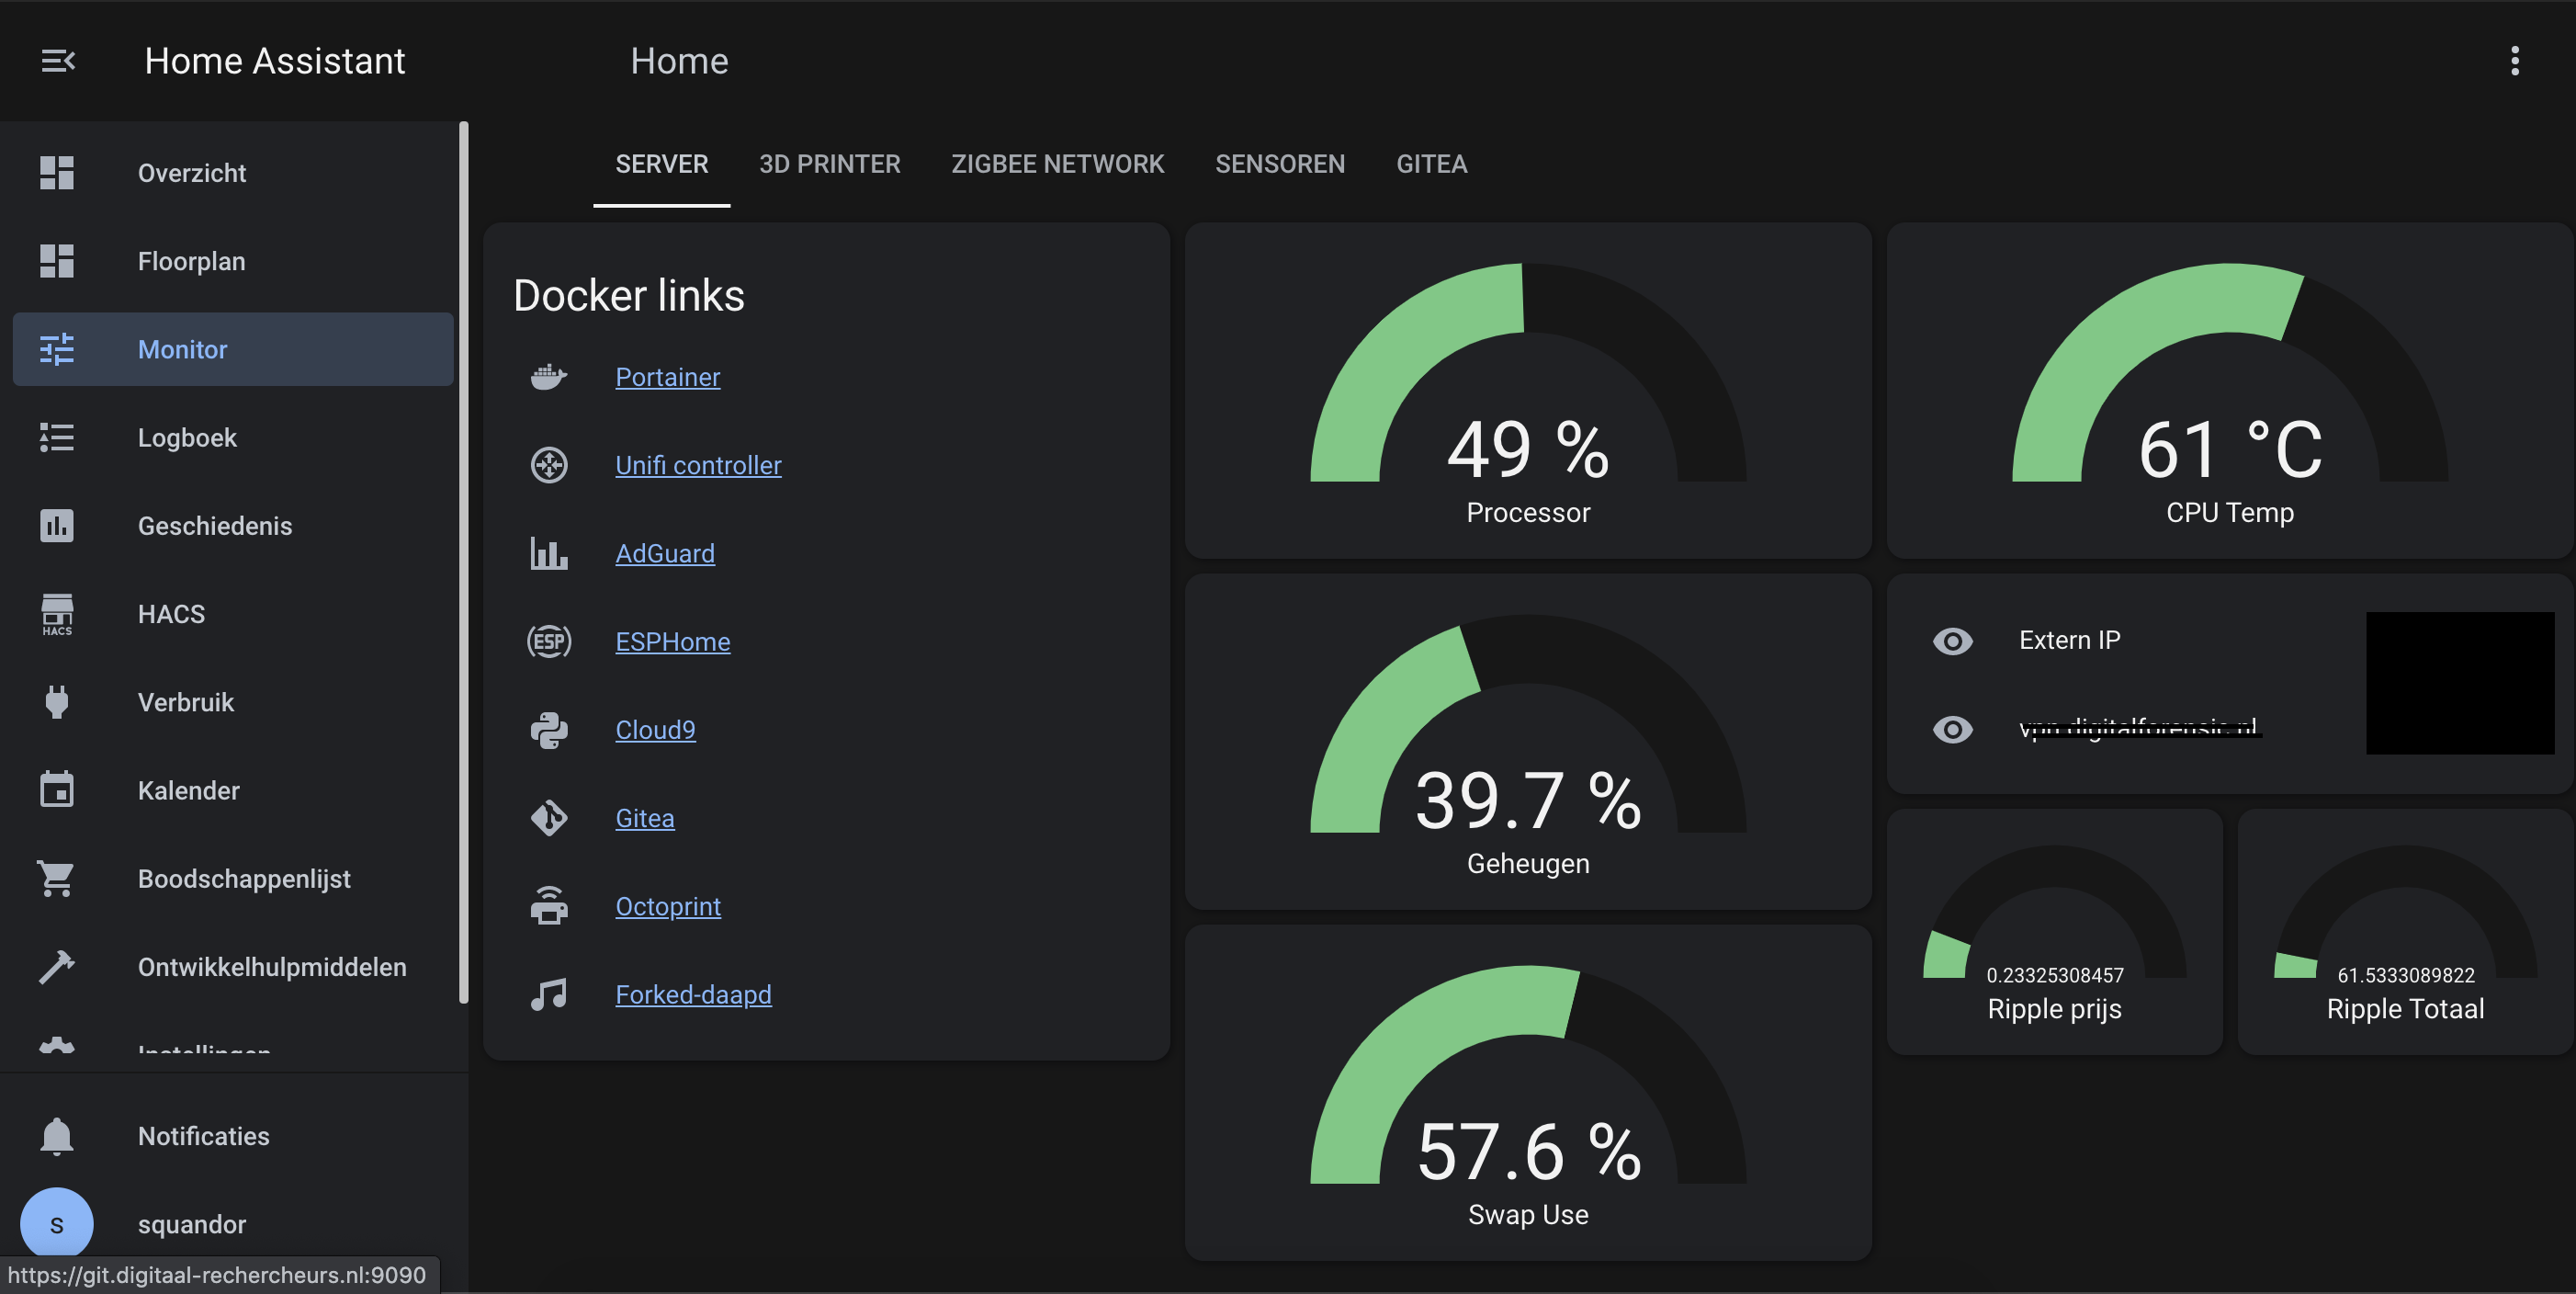 Home Assistant
Home
Overzicht
Floorplan
Monitor
Logboek
Geschiedenis
HACS
HACS
Verbruik
Kalender
Boodschappenlijst
Ontwikkelhulpmiddelen
Instellingen
Notificaties
S
squandor
https://git.digitaal-rechercheurs.nl:9090
SERVER 3D PRINTER ZIGBEE NETWORK SENSOREN GITEA
Docker links
Portainer
Unifi controller
AdGuard
ESP
ESPHome
Cloud9
Gitea
Octoprint
Forked-daapd
49 %
Processor
39.7 %
Geheugen
57.6 %
Swap Use
61 °C
CPU Temp
Extern IP
0.23325308457
Ripple prijs
61.5333089822
Ripple Totaal